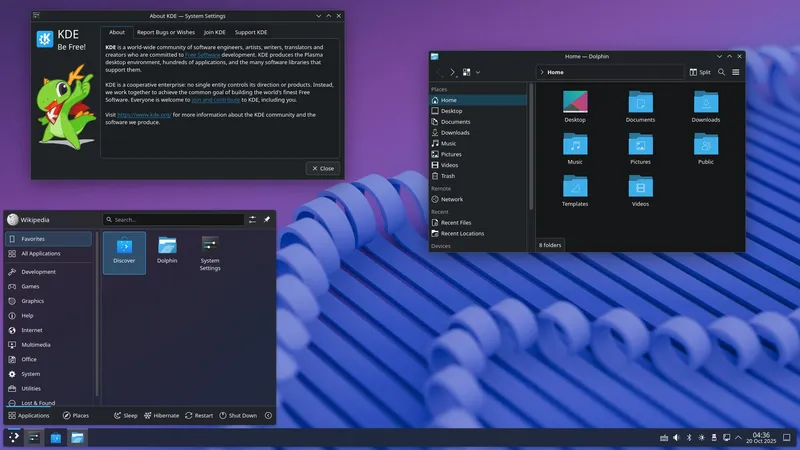 About KDE — System Settings
KDE
Be Free!
About
Report Bugs or Wishes
Join KDE
Support KDE
KDE is a world-wide community of software engineers, artists, writers, translators and
creators who are committed to Free Software development. KDE produces the Plasma
desktop environment, hundreds of applications, and the many software libraries that
support them.
KDE is a cooperative enterprise: no single entity controls its direction or products. Instead,
we work together to achieve the common goal of building the world's finest Free
Software. Everyone is welcome to join and contribute to KDE, including you.
Visit https://www.kde.org/ for more information about the KDE community and the
software we produce.
Close
Home — Dolphin
Home
Split
Places
Home
Desktop
Documents
Downloads
Music
Pictures
Videos
Trash
Remote
Network
Recent
Recent Files
Recent Locations
Devices
Desktop
Documents
Downloads
Music
Pictures
Public
Templates
Videos
8 folders
Wikipedia
Search...
Favorites
All Applications
Development
Games
Graphics
Help
Internet
Multimedia
Office
System
Utilities
Lost & Found
Discover
Dolphin
System
Settings
Applications
Places
Sleep
Hibernate
Restart
Shut Down
04:36
20 Oct 2025